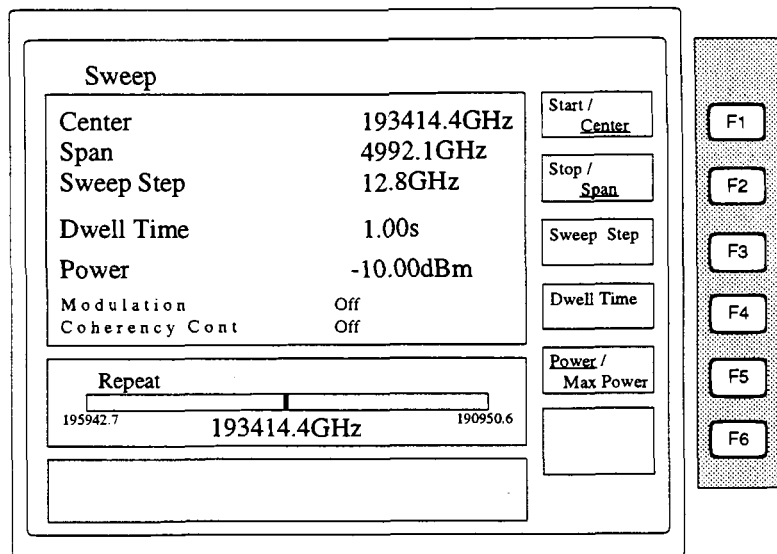 Sweep
Center 193414.4GHz
Span 4992.1GHz
Sweep Step 12.8GHz
Dwell Time 1.00s
Power -10.00dBm
Modulation Off
Coherency Cont Off
Repeat
195942.7 193414.4GHz 190950.6
Start /
Center
Stop /
Span
Sweep Step
Dwell Time
Power /
Max Power
F1
F2
F3
F4
F5
F6